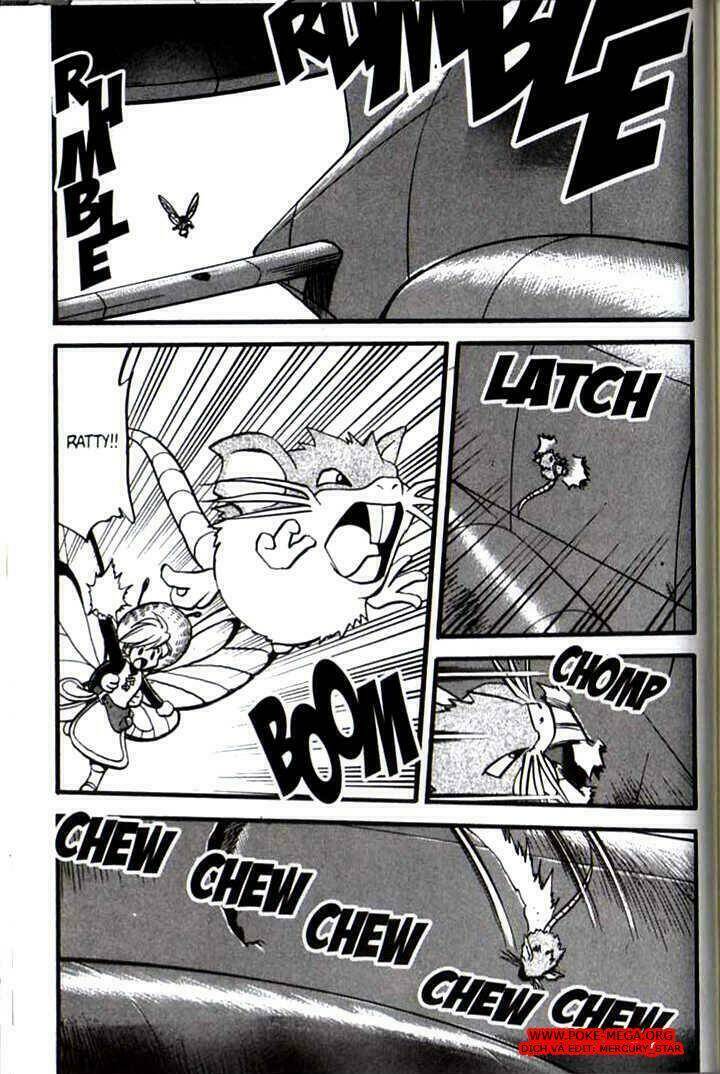 RUMBLE
RUMBLE
RATTY!!
BOOM
LATCH
CHOMP
CHEW
CHEW
CHEW
CHEW CHEW
WWW.POKE-MEGA.ORG
DỊCH VÀ EDIT: MERCURY_STAR